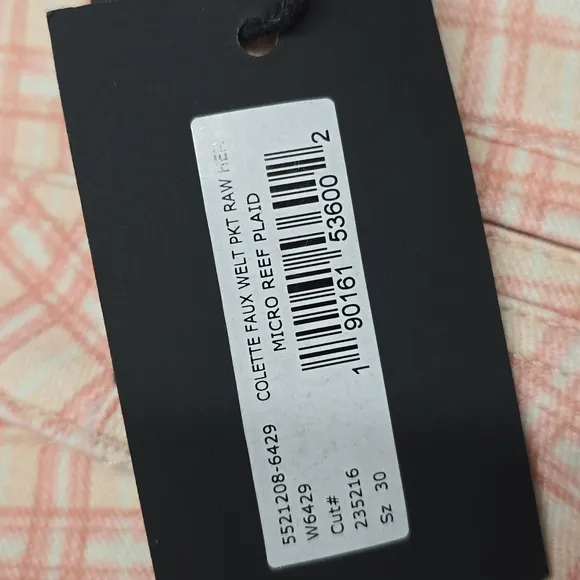 5521208-6429 COLETTE FAUX WELT PKT RAW HEM
W6429 MICRO REEF PLAID
Cut#
235216
Sz 30
1 90161 53600 2